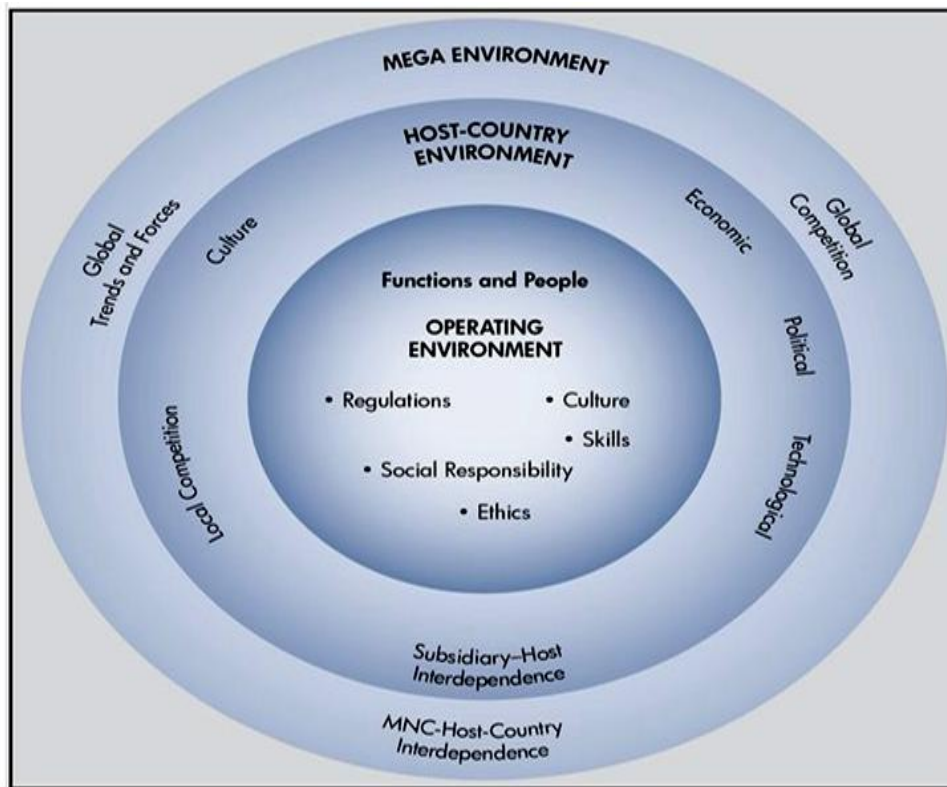 MEGA ENVIRONMENT
HOST-COUNTRY
ENVIRONMENT
Global
Trends and Forces
Culture
Economic
Global
Competition
Functions and People
OPERATING
ENVIRONMENT
Political
• Regulations
• Culture
• Skills
Local Competition
Technological
• Social Responsibility
• Ethics
Subsidiary–Host
Interdependence
MNC-Host-Country
Interdependence